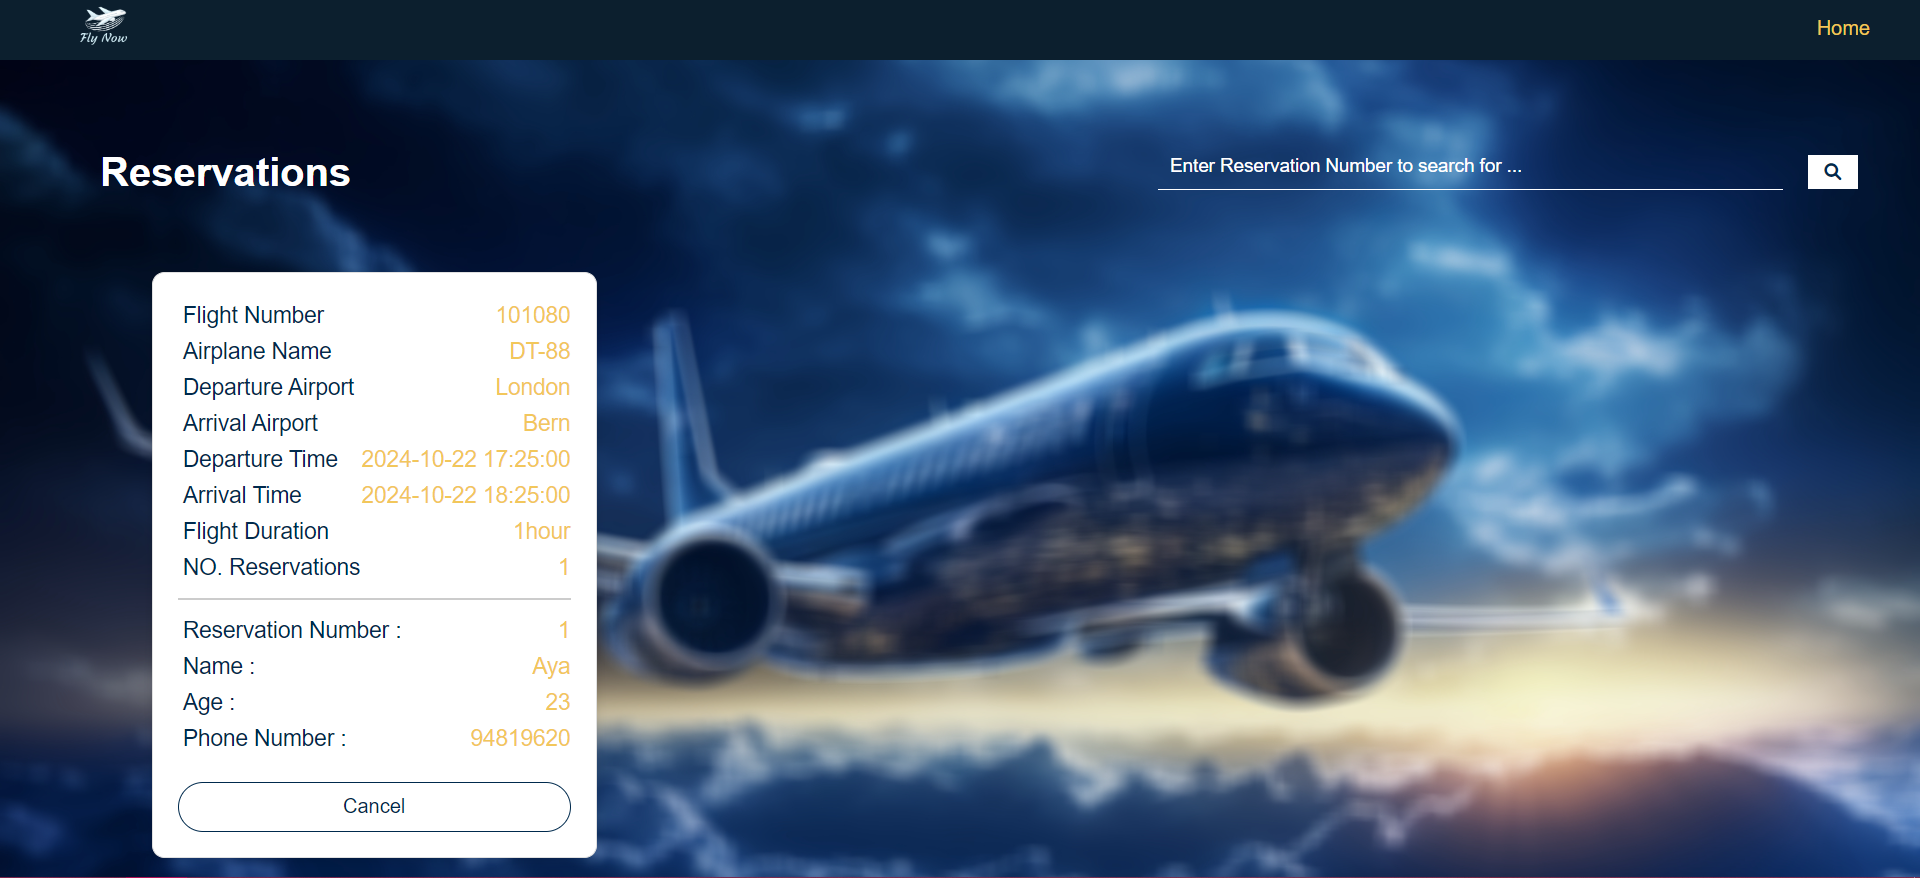 Fly Now
Home
Reservations
Enter Reservation Number to search for ...
Flight Number 101080
Airplane Name DT-88
Departure Airport London
Arrival Airport Bern
Departure Time 2024-10-22 17:25:00
Arrival Time 2024-10-22 18:25:00
Flight Duration 1hour
NO. Reservations 1
Reservation Number : 1
Name : Aya
Age : 23
Phone Number : 94819620
Cancel